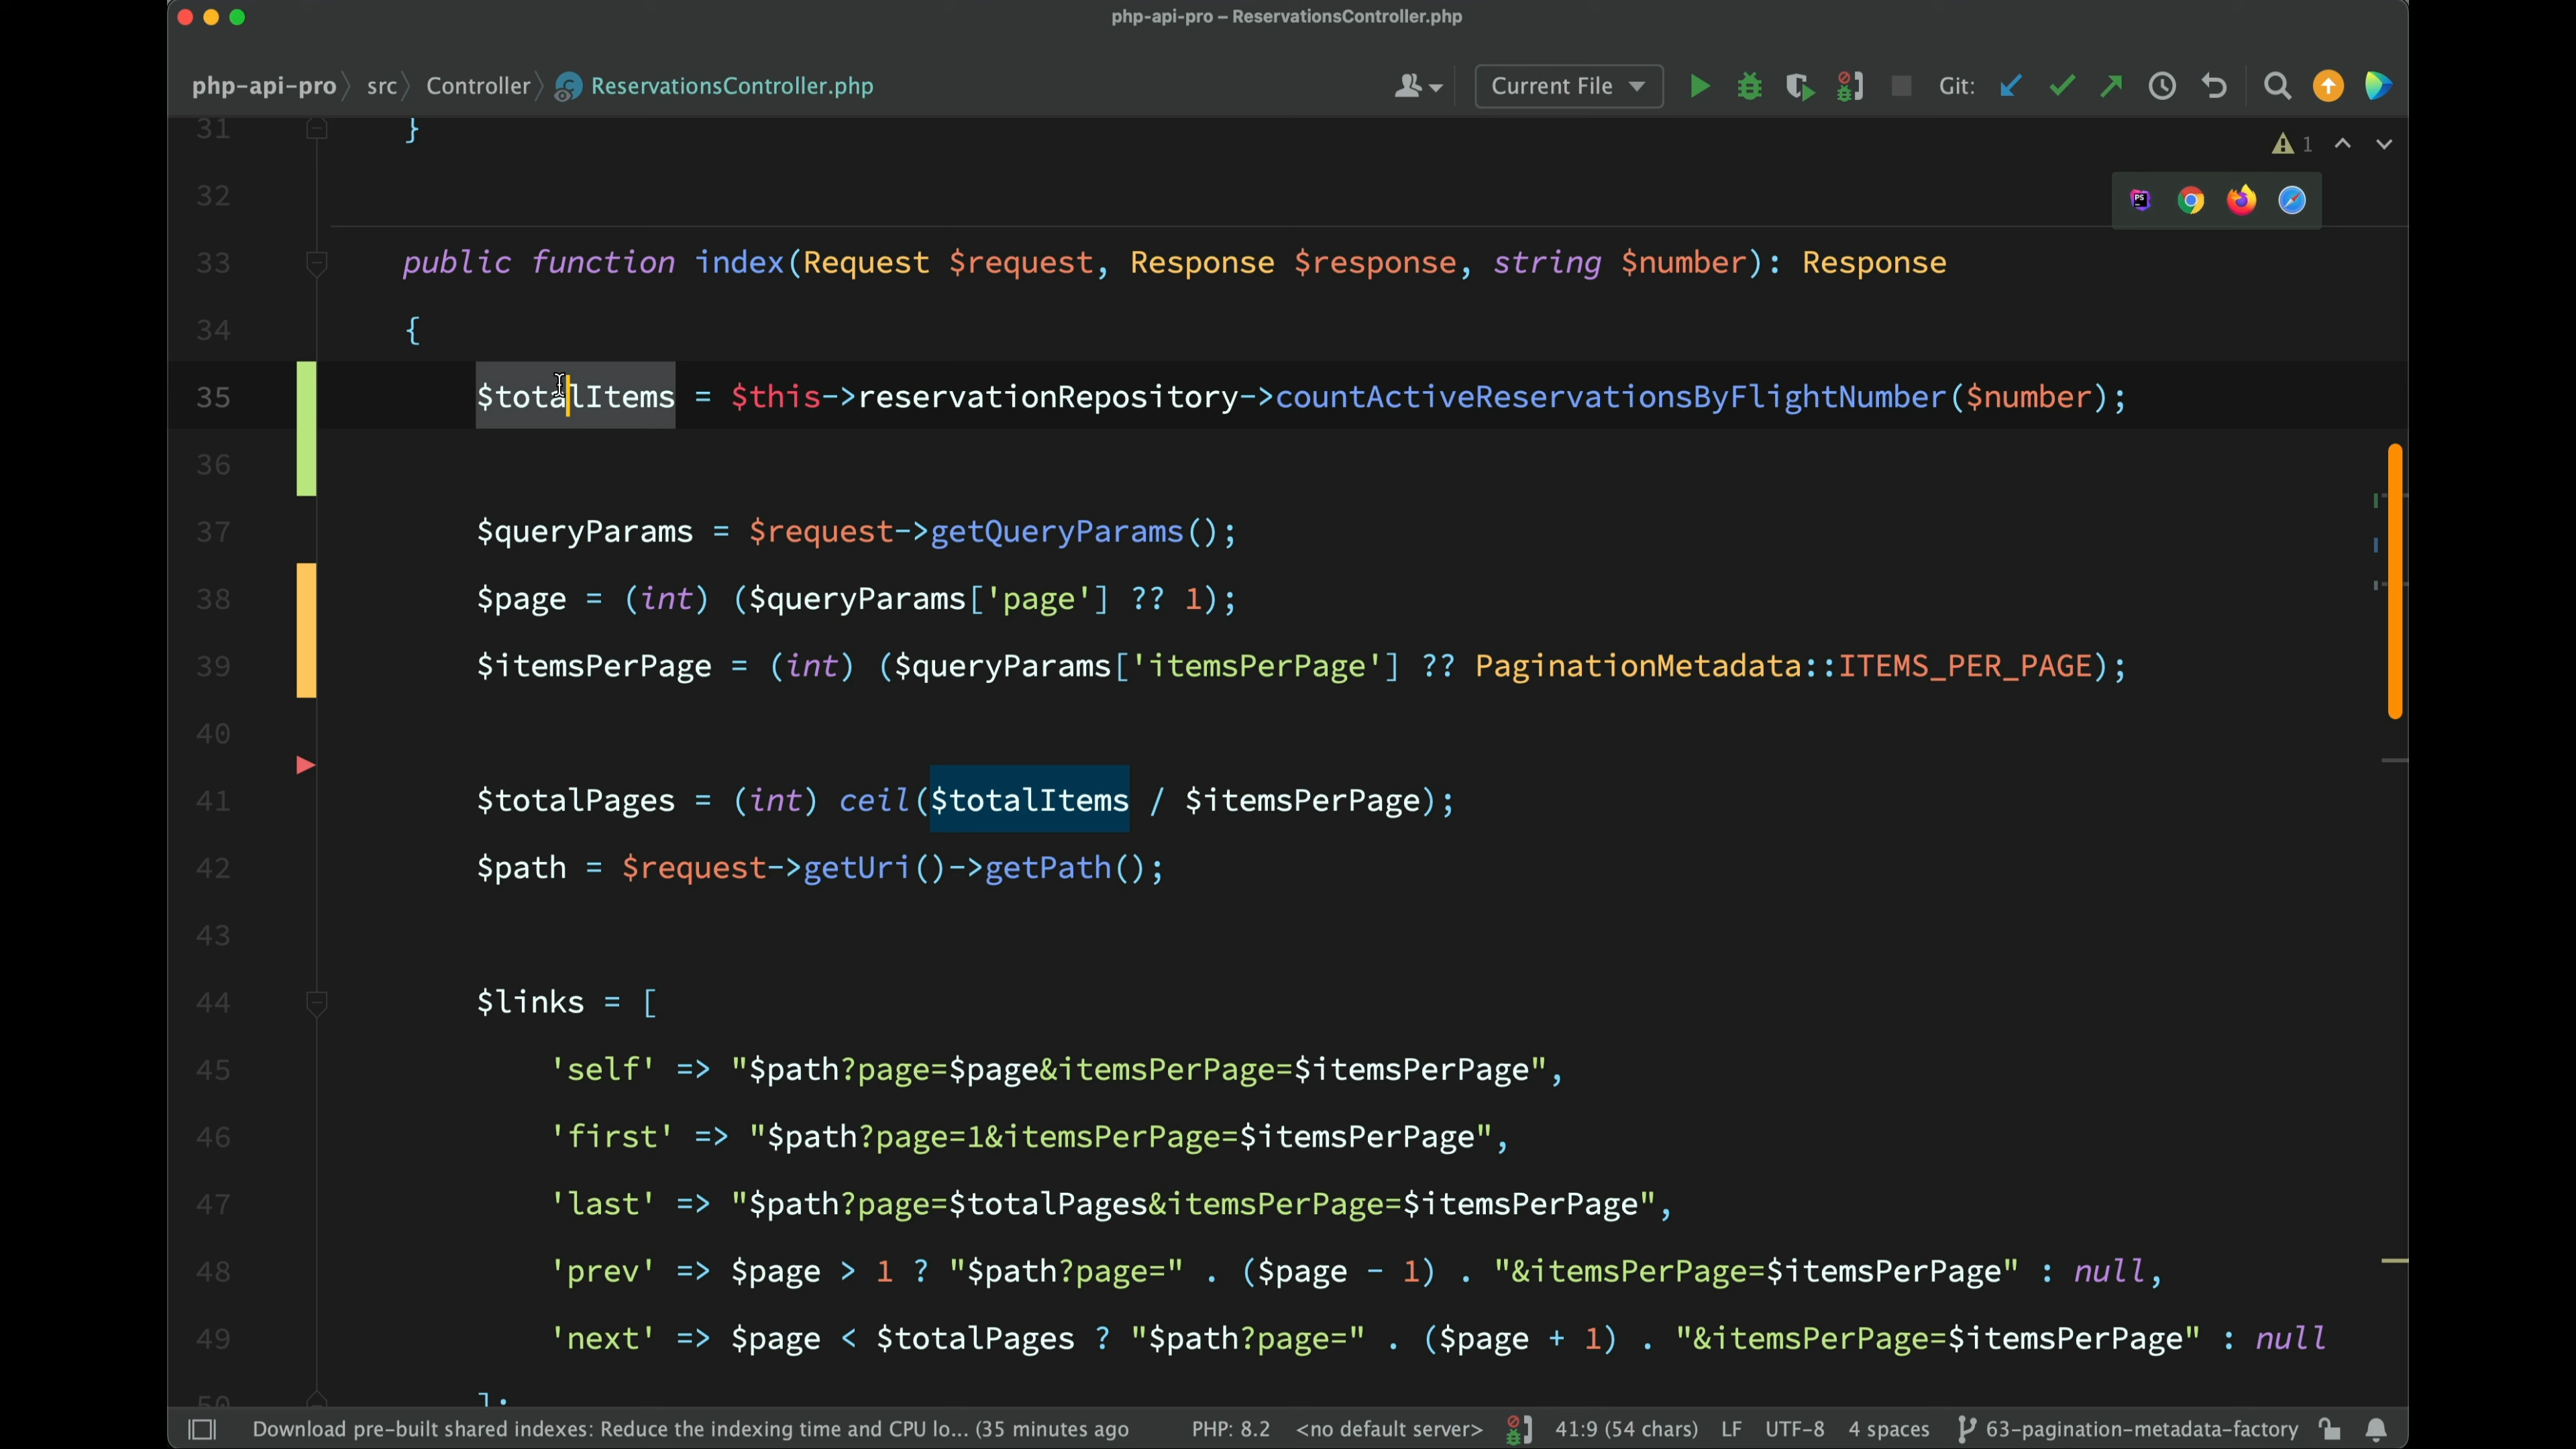 php-api-pro – ReservationsController.php
php-api-pro src Controller ReservationsController.php Current File Git:
31 }
1
32
33 public function index(Request $request, Response $response, string $number): Response
34 {
35 $totalItems = $this->reservationRepository->countActiveReservationsByFlightNumber($number);
36
37 $queryParams = $request->getQueryParams();
38 $page = (int) ($queryParams['page'] ?? 1);
39 $itemsPerPage = (int) ($queryParams['itemsPerPage'] ?? PaginationMetadata::ITEMS_PER_PAGE);
40
41 $totalPages = (int) ceil($totalItems / $itemsPerPage);
42 $path = $request->getUri()->getPath();
43
44 $links = [
45 'self' => "$path?page=$page&itemsPerPage=$itemsPerPage",
46 'first' => "$path?page=1&itemsPerPage=$itemsPerPage",
47 'last' => "$path?page=$totalPages&itemsPerPage=$itemsPerPage",
48 'prev' => $page > 1 ? "$path?page=" . ($page - 1) . "&itemsPerPage=$itemsPerPage" : null,
49 'next' => $page < $totalPages ? "$path?page=" . ($page + 1) . "&itemsPerPage=$itemsPerPage" : null
50 ];
Download pre-built shared indexes: Reduce the indexing time and CPU lo... (35 minutes ago PHP: 8.2 <no default server> 41:9 (54 chars) LF UTF-8 4 spaces 63-pagination-metadata-factory